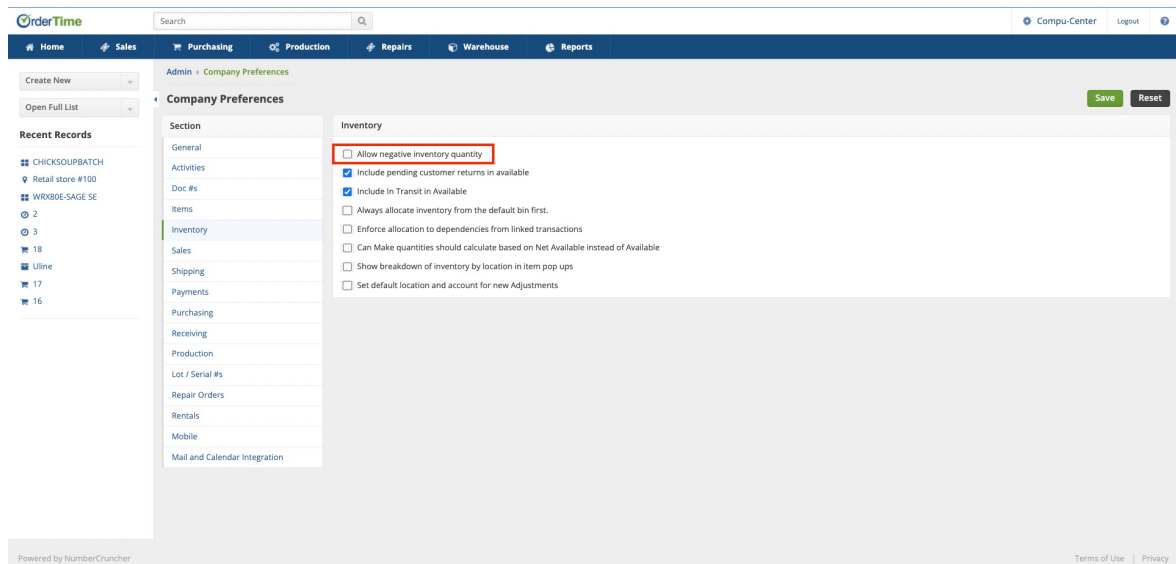 OrderTime
Search
Compu-Center Logout
Home Sales Purchasing Production Repairs Warehouse Reports
Create New
Open Full List
Recent Records
CHICKSOUPBATCH
Retail store #100
WRX80E-SAGE SE
2
3
18
Uline
17
16
Admin › Company Preferences
Company Preferences
Save Reset
Section
General
Activities
Doc #s
Items
Inventory
Sales
Shipping
Payments
Purchasing
Receiving
Production
Lot / Serial #s
Repair Orders
Rentals
Mobile
Mail and Calendar Integration
Inventory
Allow negative inventory quantity
Include pending customer returns in available
Include In Transit in Available
Always allocate inventory from the default bin first.
Enforce allocation to dependencies from linked transactions
Can Make quantities should calculate based on Net Available instead of Available
Show breakdown of inventory by location in item pop ups
Set default location and account for new Adjustments
Powered by NumberCruncher
Terms of Use | Privacy